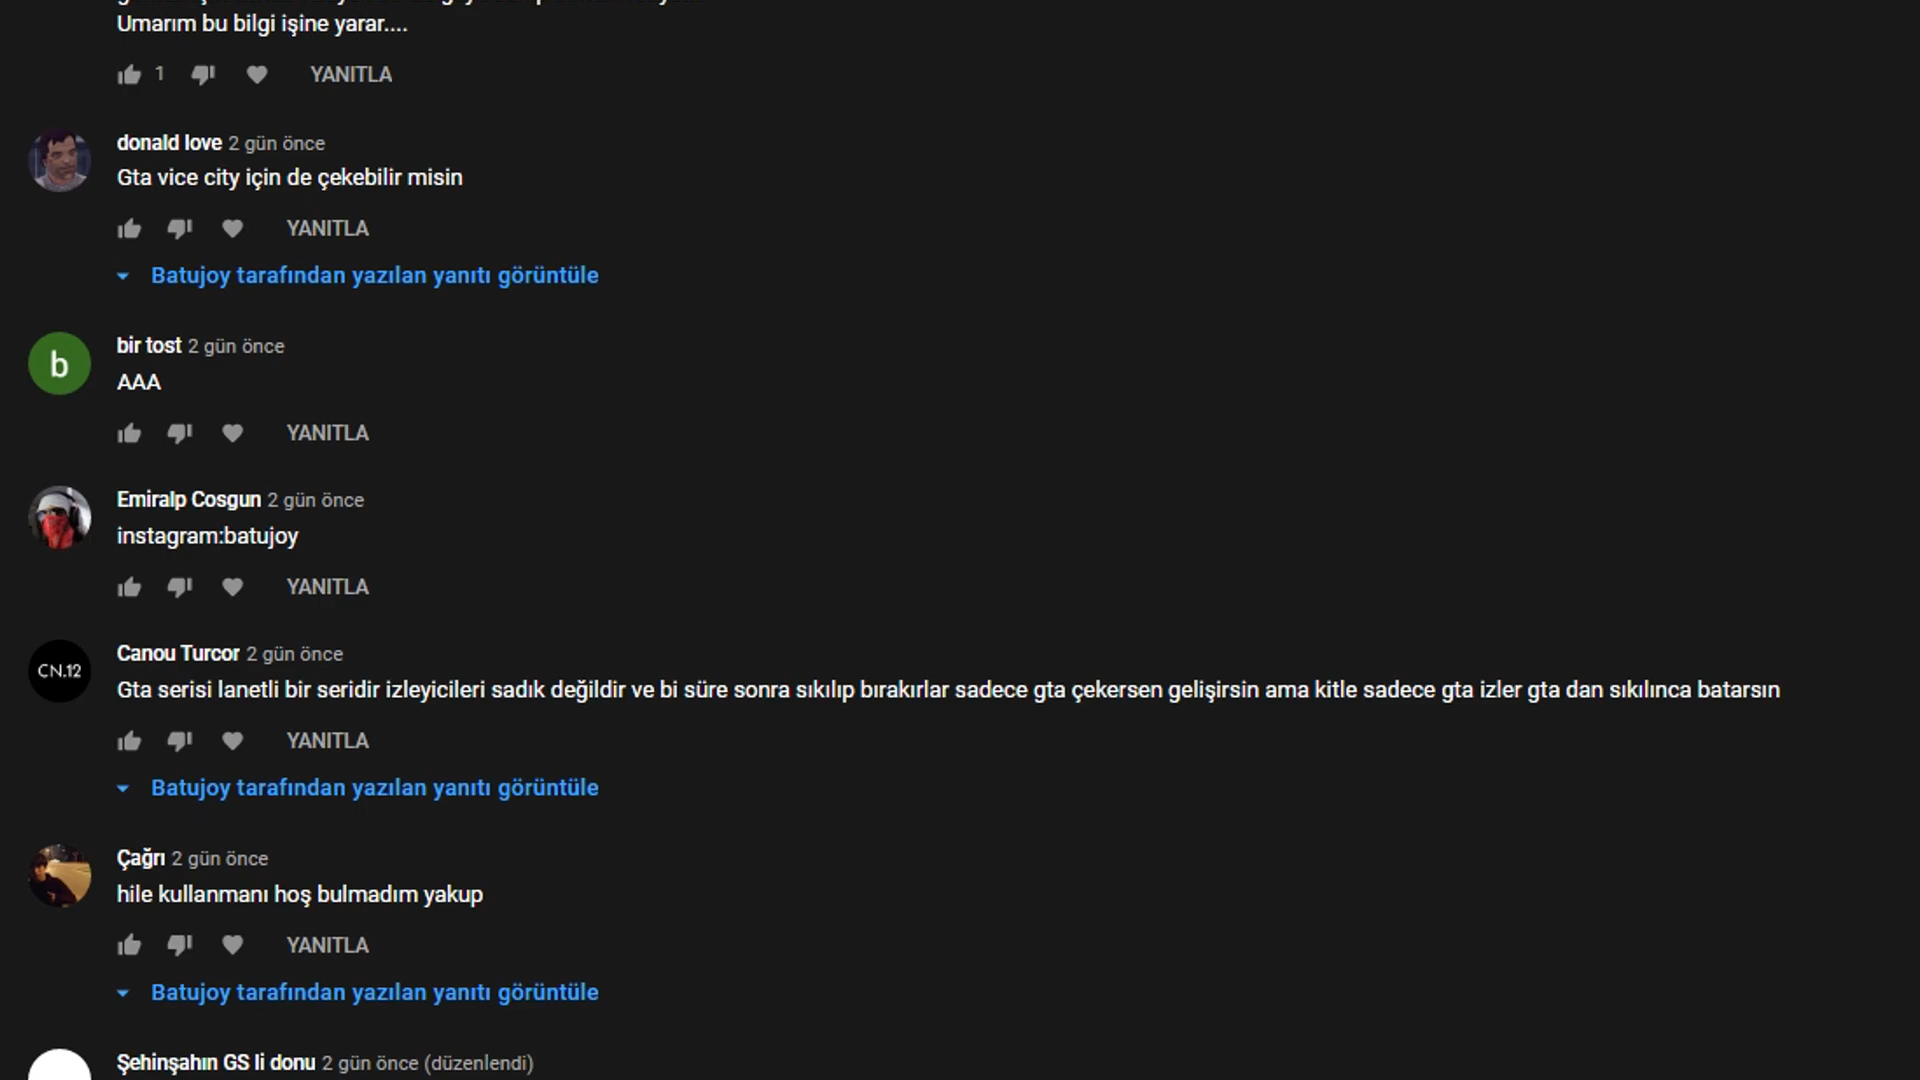 Umarım bu bilgi işine yarar....
1 YANITLA
donald love 2 gün önce
Gta vice city için de çekebilir misin
YANITLA
Batujoy tarafından yazılan yanıtı görüntüle
b
bir tost 2 gün önce
AAA
YANITLA
Emiralp Cosgun 2 gün önce
instagram:batujoy
YANITLA
CN.12
Canou Turcor 2 gün önce
Gta serisi lanetli bir seridir izleyicileri sadık değildir ve bi süre sonra sıkılıp bırakırlar sadece gta çekersen gelişirsin ama kitle sadece gta izler gta dan sıkılınca batarsın
YANITLA
Batujoy tarafından yazılan yanıtı görüntüle
Çağrı 2 gün önce
hile kullanmanı hoş bulmadım yakup
YANITLA
Batujoy tarafından yazılan yanıtı görüntüle
Şehinşahın GS li donu 2 gün önce (düzenlendi)